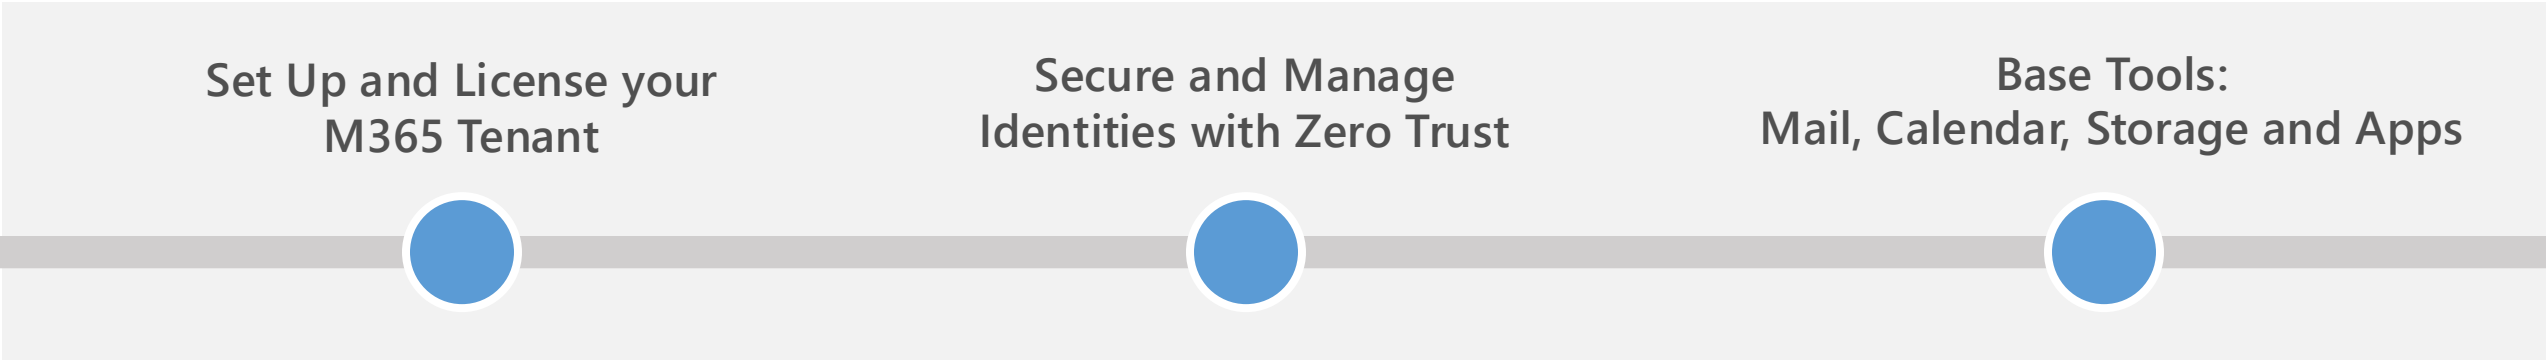 Set Up and License your
M365 Tenant
Secure and Manage
Identities with Zero Trust
Base Tools:
Mail, Calendar, Storage and Apps